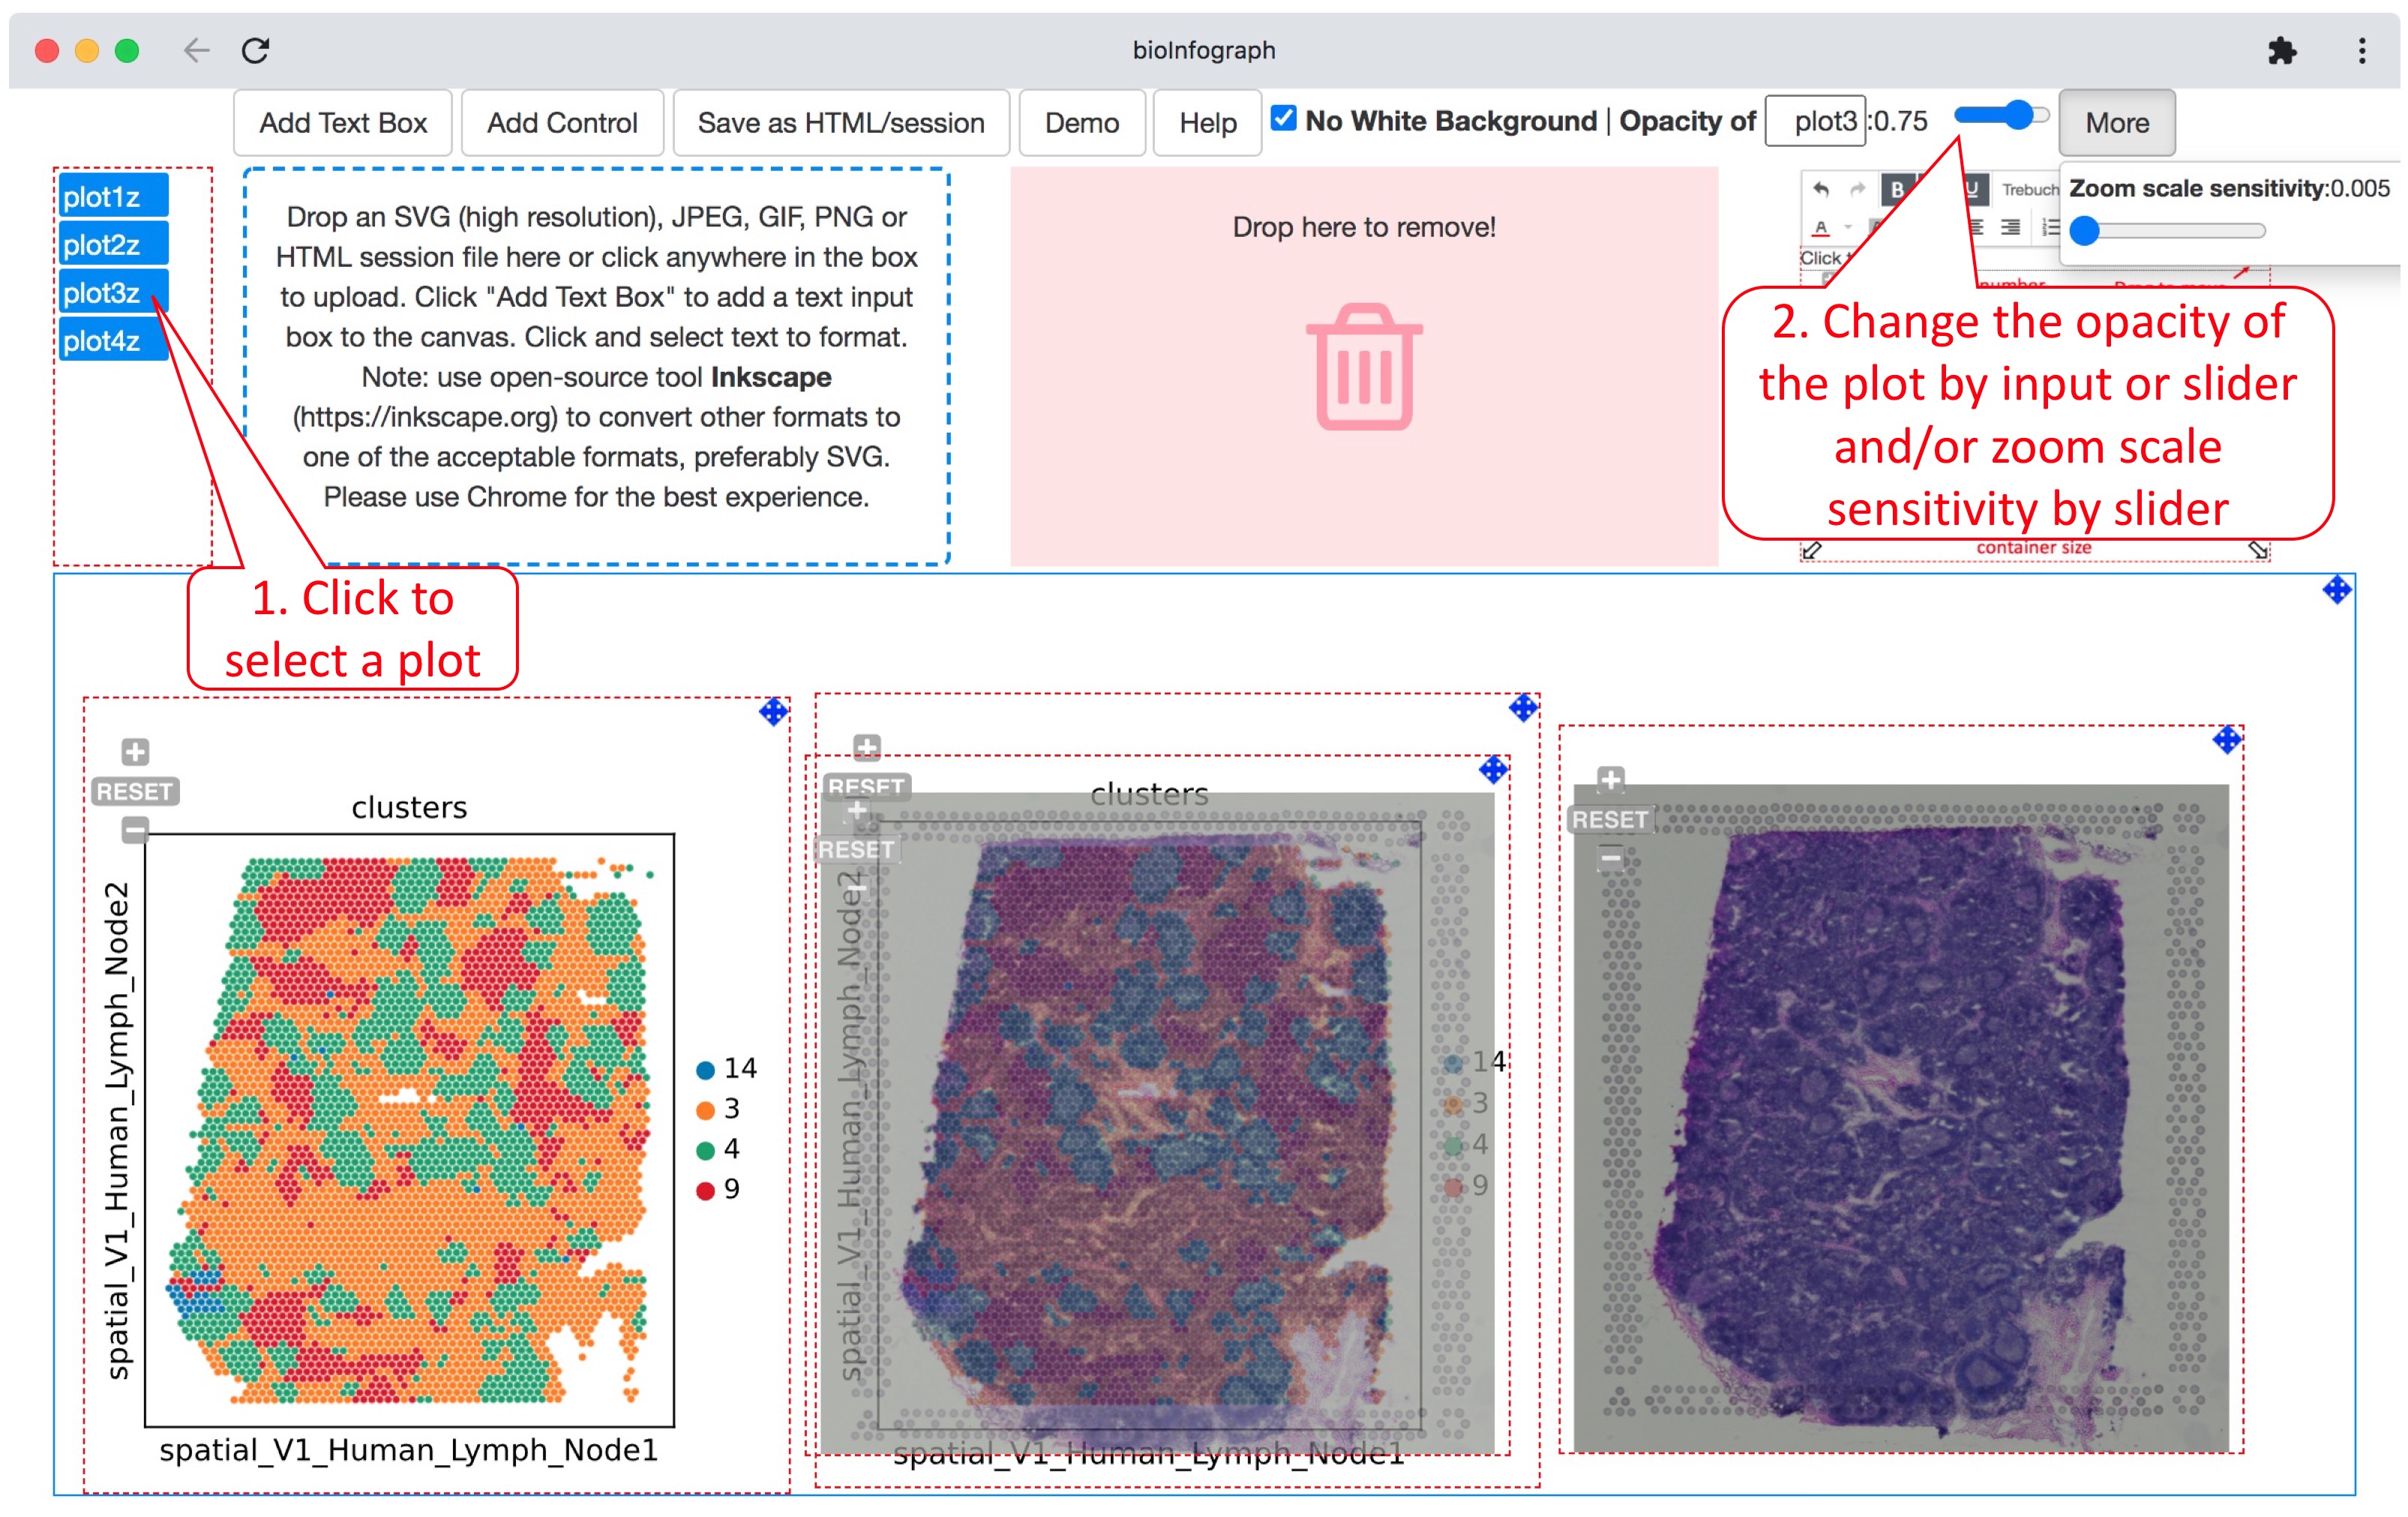 bioInfograph
Add Text Box
Add Control
Save as HTML/session
Demo
Help
No White Background | Opacity of plot3 :0.75
More
plot1z
plot2z
plot3z
plot4z
Drop an SVG (high resolution), JPEG, GIF, PNG or
HTML session file here or click anywhere in the box
to upload. Click "Add Text Box" to add a text input
box to the canvas. Click and select text to format.
Note: use open-source tool Inkscape
(https://inkscape.org) to convert other formats to
one of the acceptable formats, preferably SVG.
Please use Chrome for the best experience.
Drop here to remove!
B
U
Trebuch
A
Click
Zoom scale sensitivity:0.005
number
2. Change the opacity of
the plot by input or slider
and/or zoom scale
sensitivity by slider
container size
1. Click to
select a plot
RESET
clusters
spatial_V1_Human_Lymph_Node2
14
3
4
9
spatial_V1_Human_Lymph_Node1
RESET
clusters
RESET
spatial_V1_Human_Lymph_Node2
14
3
4
9
spatial_V1_Human_Lymph_Node1
RESET